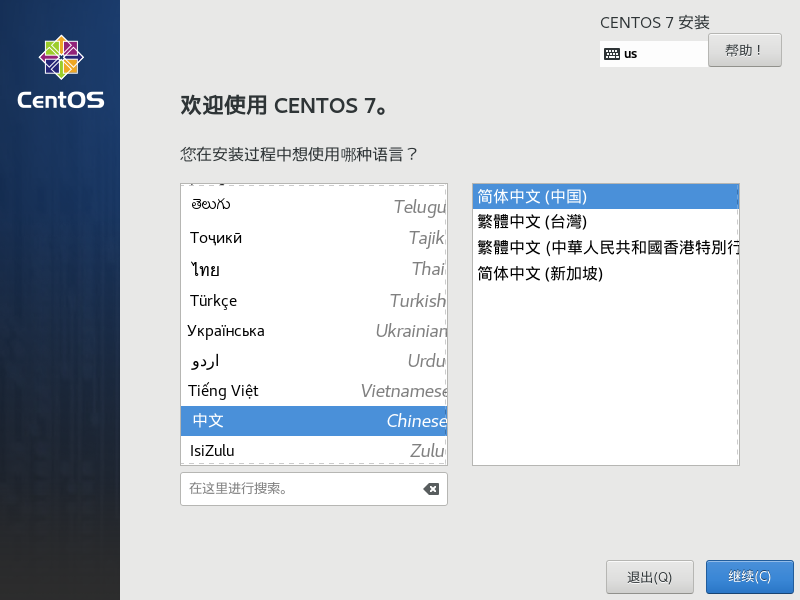 CentOS
CENTOS 7 安装
us
帮助！
欢迎使用 CENTOS 7。
您在安装过程中想使用哪种语言？
తెలుగు Telugu
Тоҷикӣ Tajik
ไทย Thai
Türkçe Turkish
Українська Ukrainian
اردو Urdu
Tiếng Việt Vietnamese
中文 Chinese
IsiZulu Zulu
简体中文 (中国)
繁體中文 (台灣)
繁體中文 (中華人民共和國香港特別行
简体中文 (新加坡)
在这里进行搜索。
退出(Q)
继续(C)